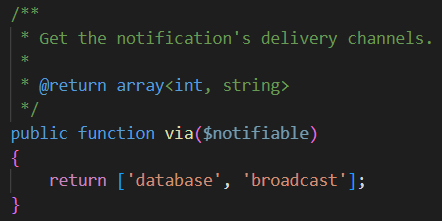 /**
 * Get the notification's delivery channels.
 *
 * @return array<int, string>
 */
public function via($notifiable)
{
    return ['database', 'broadcast'];
}